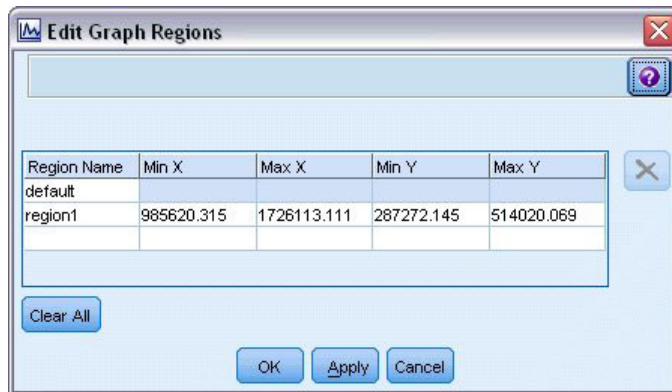 Edit Graph Regions
?
Region Name Min X Max X Min Y Max Y
default
region1 985620.315 1726113.111 287272.145 514020.069
Clear All
OK Apply Cancel